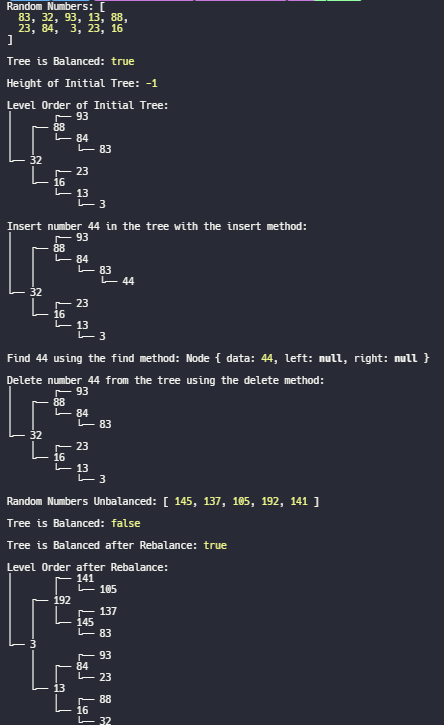 Random Numbers: [
83, 32, 93, 13, 88,
23, 84, 3, 23, 16
]
Tree is Balanced: true
Height of Initial Tree: -1
Level Order of Initial Tree:
│       ┌── 93
│   ┌── 88
│   │   └── 84
│   │       └── 83
└── 32
    │   ┌── 23
    └── 16
        └── 13
            └── 3
Insert number 44 in the tree with the insert method:
│       ┌── 93
│   ┌── 88
│   │   └── 84
│   │       └── 83
│   │           └── 44
└── 32
    │   ┌── 23
    └── 16
        └── 13
            └── 3
Find 44 using the find method: Node { data: 44, left: null, right: null }
Delete number 44 from the tree using the delete method:
│       ┌── 93
│   ┌── 88
│   │   └── 84
│   │       └── 83
└── 32
    │   ┌── 23
    └── 16
        └── 13
            └── 3
Random Numbers Unbalanced: [ 145, 137, 105, 192, 141 ]
Tree is Balanced: false
Tree is Balanced after Rebalance: true
Level Order after Rebalance:
│       ┌── 141
│       │   └── 105
│   ┌── 192
│   │   │   ┌── 137
│   │   └── 145
│   │       └── 83
└── 3
    │       ┌── 93
    │   ┌── 84
    │   │   └── 23
    └── 13
        │   ┌── 88
        └── 16
            └── 32